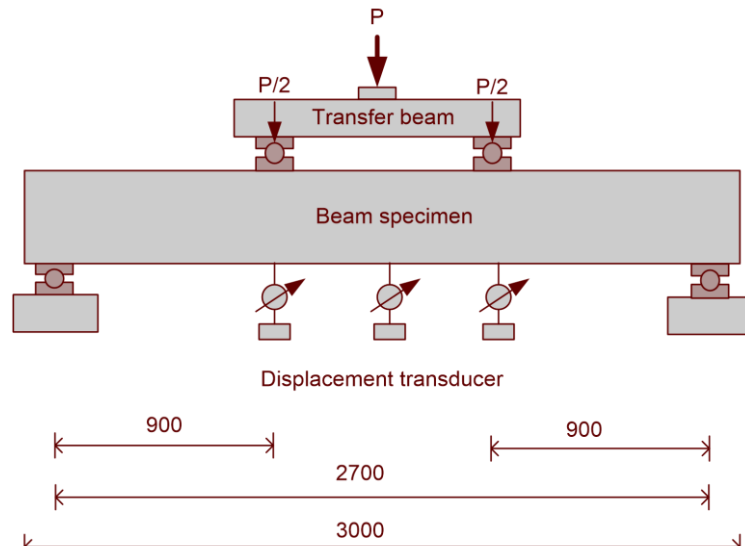 P
P/2
P/2
Transfer beam
Beam specimen
Displacement transducer
900
900
2700
3000